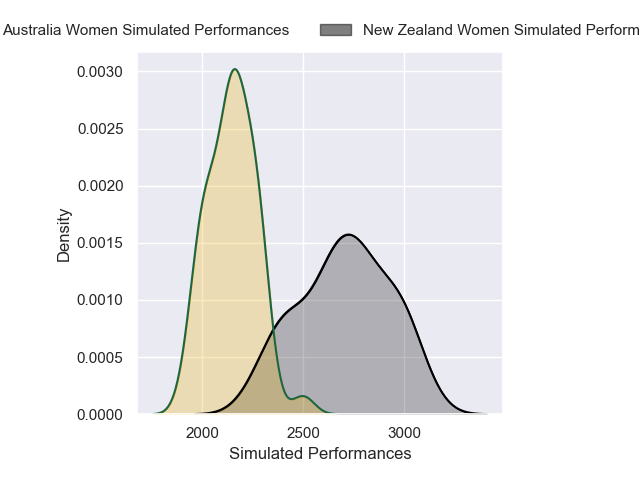 Australia Women Simulated Performances
New Zealand Women Simulated Perform
0.0030
0.0025
0.0020
0.0015
0.0010
0.0005
0.0000
Density
2000 2500 3000
Simulated Performances